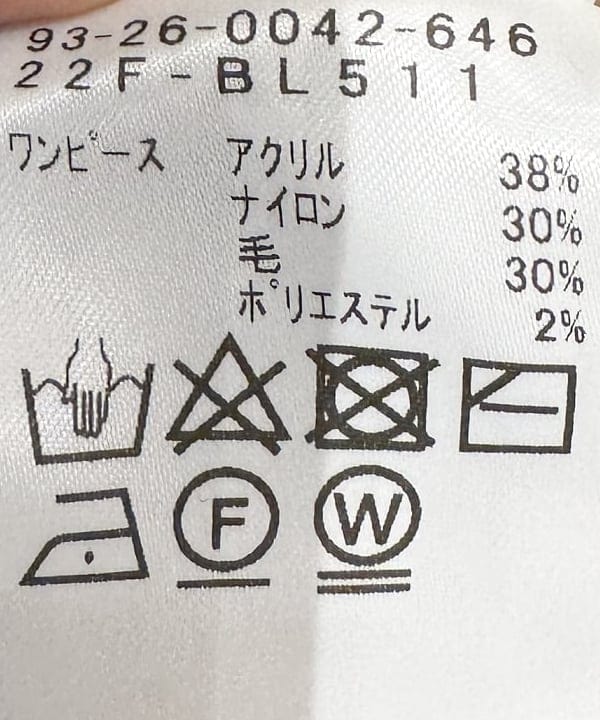 93-26-0042-646
22F-BL511
ワンピース アクリル 38%
ナイロン 30%
毛 30%
ポリエステル 2%
F W